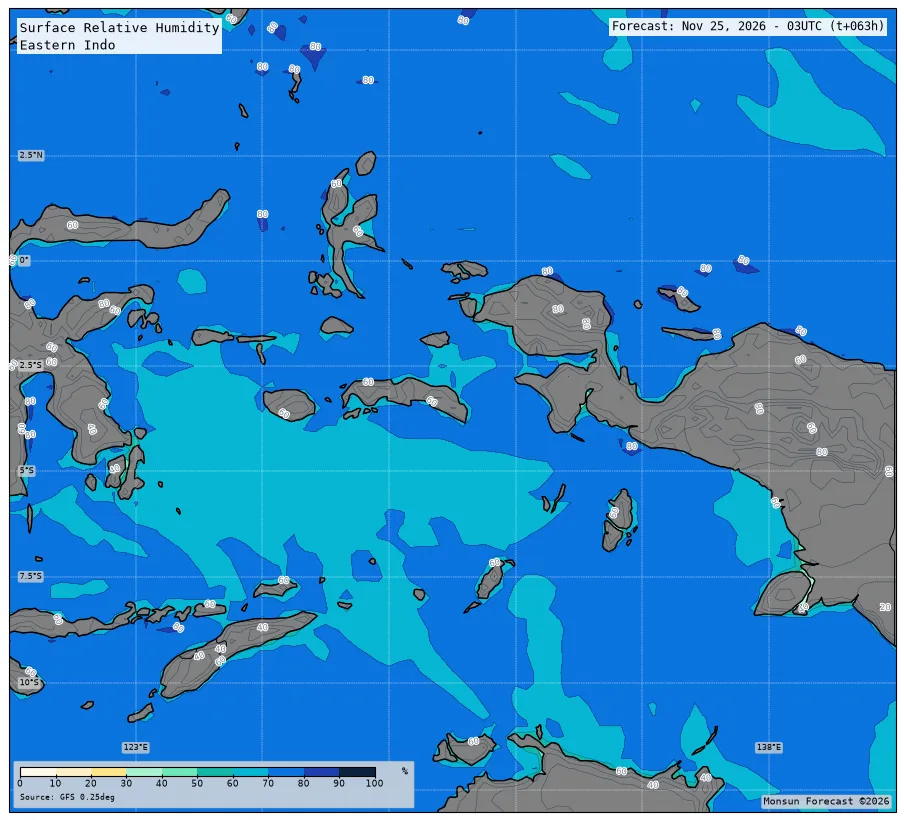 Surface Relative Humidity
Eastern Indo
Forecast: Nov 25, 2026 - 03UTC (t+063h)
2.5°N
0°
2.5°S
5°S
7.5°S
10°S
123°E
138°E
%
0 10 20 30 40 50 60 70 80 90 100
Source: GFS 0.25deg
Monsun Forecast ©2026